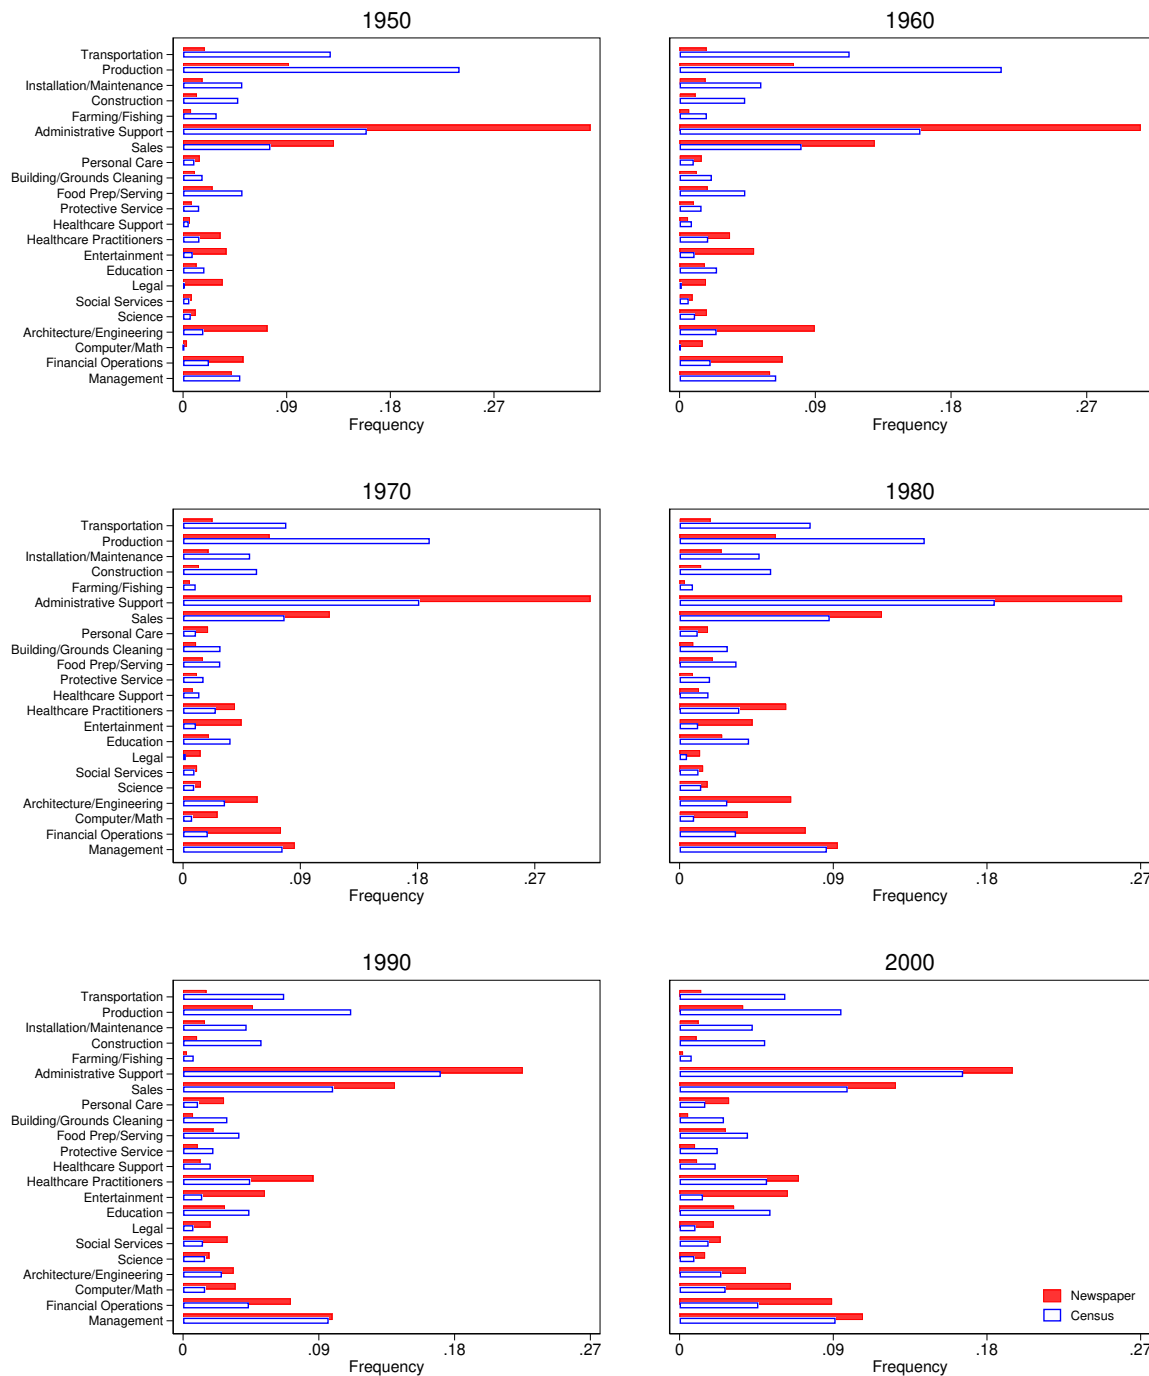 1950
Transportation
Production
Installation/Maintenance
Construction
Farming/Fishing
Administrative Support
Sales
Personal Care
Building/Grounds Cleaning
Food Prep/Serving
Protective Service
Healthcare Support
Healthcare Practitioners
Entertainment
Education
Legal
Social Services
Science
Architecture/Engineering
Computer/Math
Financial Operations
Management
0 .09 .18 .27
Frequency
1960
0 .09 .18 .27
Frequency
1970
Transportation
Production
Installation/Maintenance
Construction
Farming/Fishing
Administrative Support
Sales
Personal Care
Building/Grounds Cleaning
Food Prep/Serving
Protective Service
Healthcare Support
Healthcare Practitioners
Entertainment
Education
Legal
Social Services
Science
Architecture/Engineering
Computer/Math
Financial Operations
Management
0 .09 .18 .27
Frequency
1980
0 .09 .18 .27
Frequency
1990
Transportation
Production
Installation/Maintenance
Construction
Farming/Fishing
Administrative Support
Sales
Personal Care
Building/Grounds Cleaning
Food Prep/Serving
Protective Service
Healthcare Support
Healthcare Practitioners
Entertainment
Education
Legal
Social Services
Science
Architecture/Engineering
Computer/Math
Financial Operations
Management
0 .09 .18 .27
Frequency
2000
Newspaper
Census
0 .09 .18 .27
Frequency